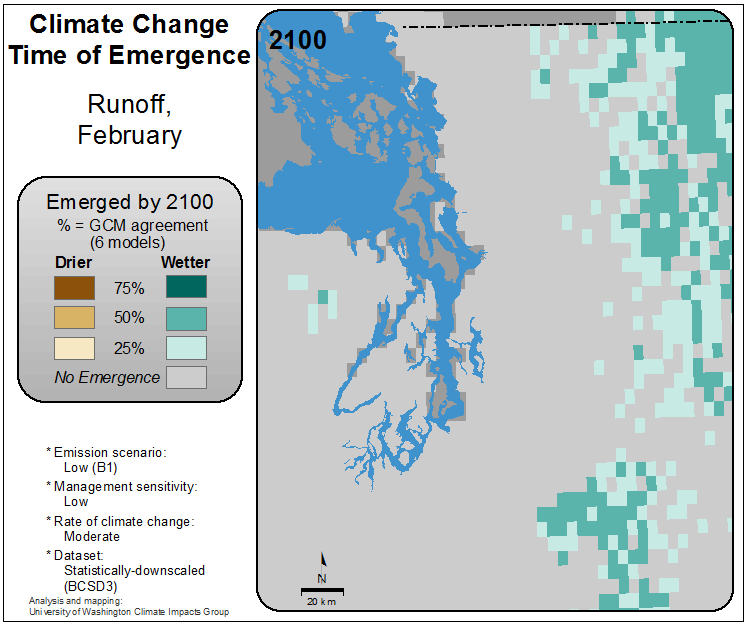 Climate Change
Time of Emergence
Runoff,
February
Emerged by 2100
% = GCM agreement
(6 models)
Drier Wetter
75%
50%
25%
No Emergence
* Emission scenario:
Low (B1)
* Management sensitivity:
Low
* Rate of climate change:
Moderate
* Dataset:
Statistically-downscaled
(BCSD3)
Analysis and mapping:
University of Washington Climate Impacts Group
2100
N
20 km